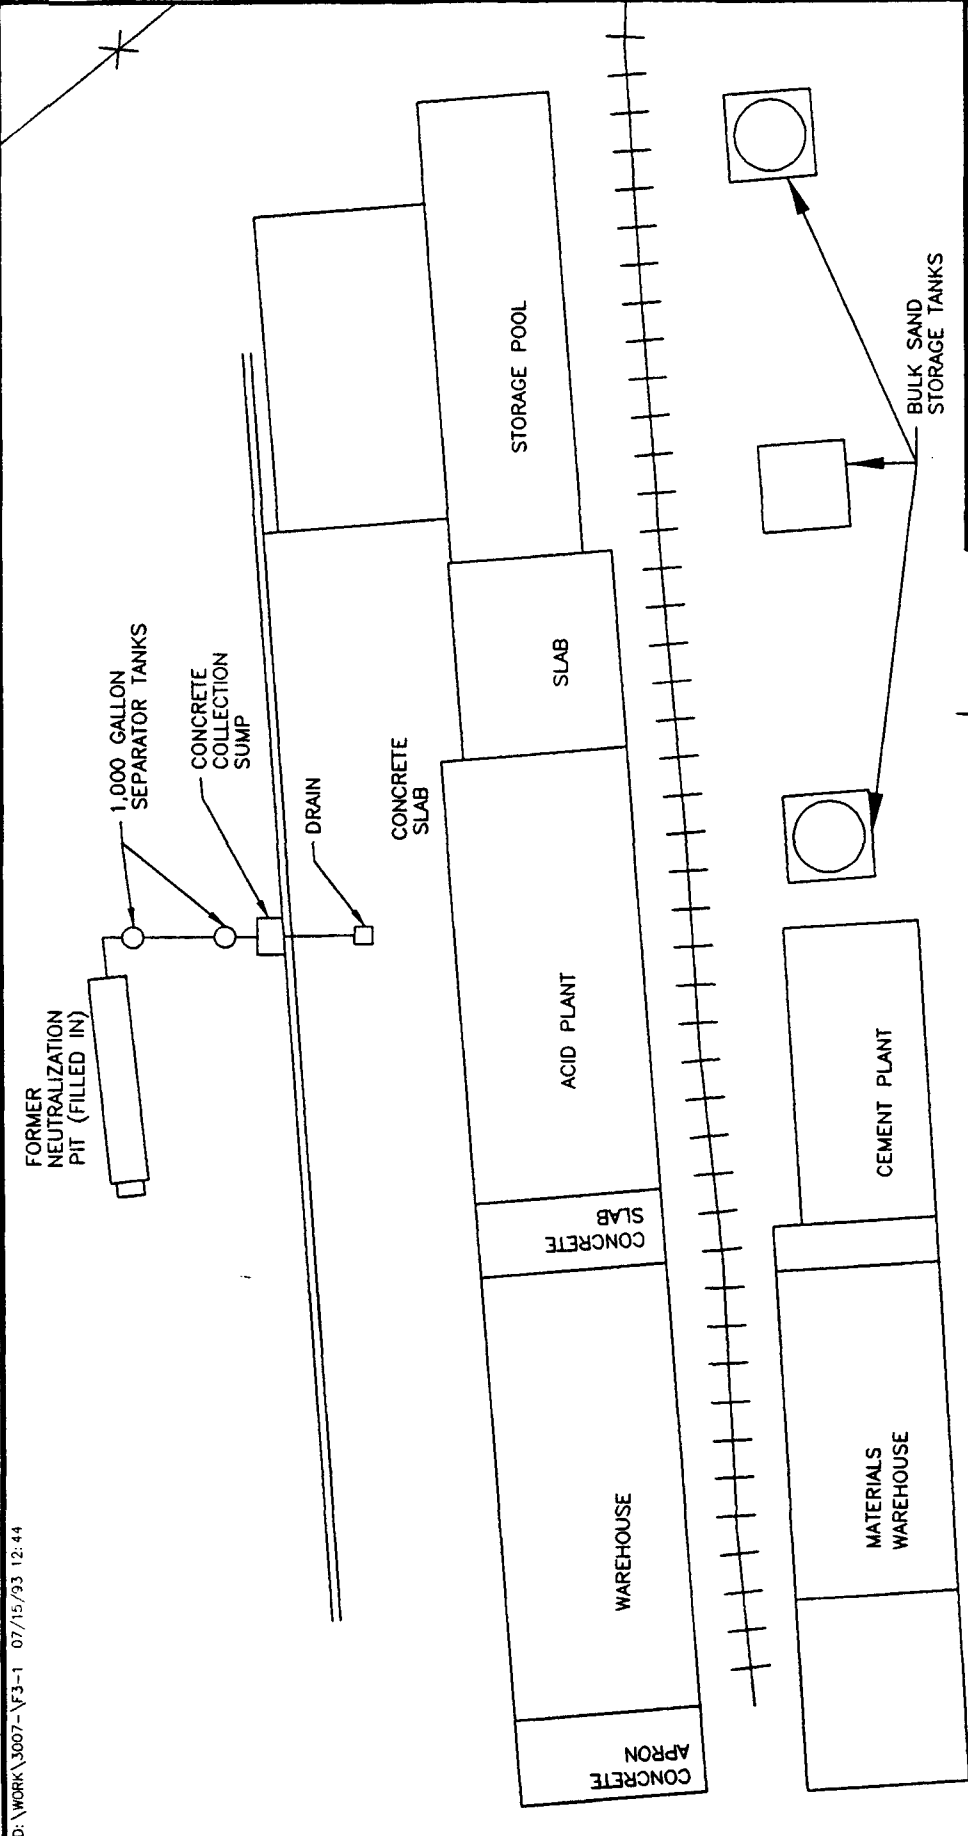 D:\WORK\3007-\F3-1 07/15/93 12:44
FORMER
NEUTRALIZATION
PIT (FILLED IN)
1,000 GALLON
SEPARATOR TANKS
CONCRETE
COLLECTION
SUMP
DRAIN
CONCRETE
SLAB
STORAGE POOL
SLAB
ACID PLANT
CONCRETE
SLAB
WAREHOUSE
CONCRETE
APRON
BULK SAND
STORAGE TANKS
CEMENT PLANT
MATERIALS
WAREHOUSE